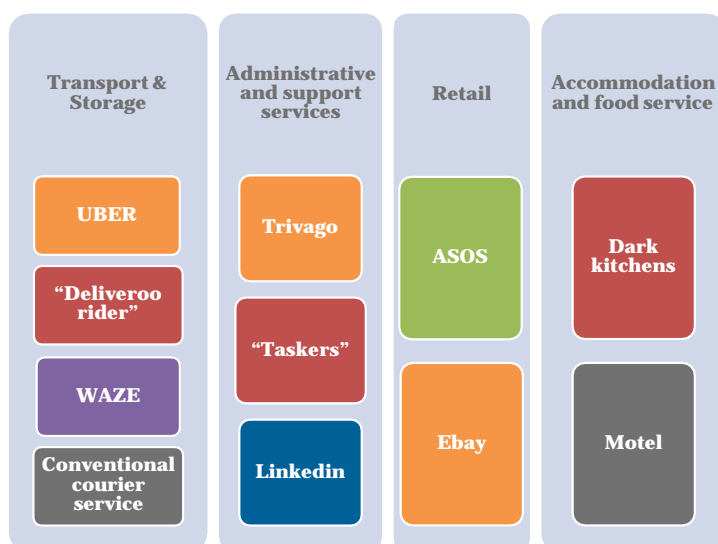 Transport &
Storage
UBER
“Deliveroo
rider”
WAZE
Conventional
courier
service
Administrative
and support
services
Trivago
“Taskers”
Linkedin
Retail
ASOS
Ebay
Accommodation
and food service
Dark
kitchens
Motel